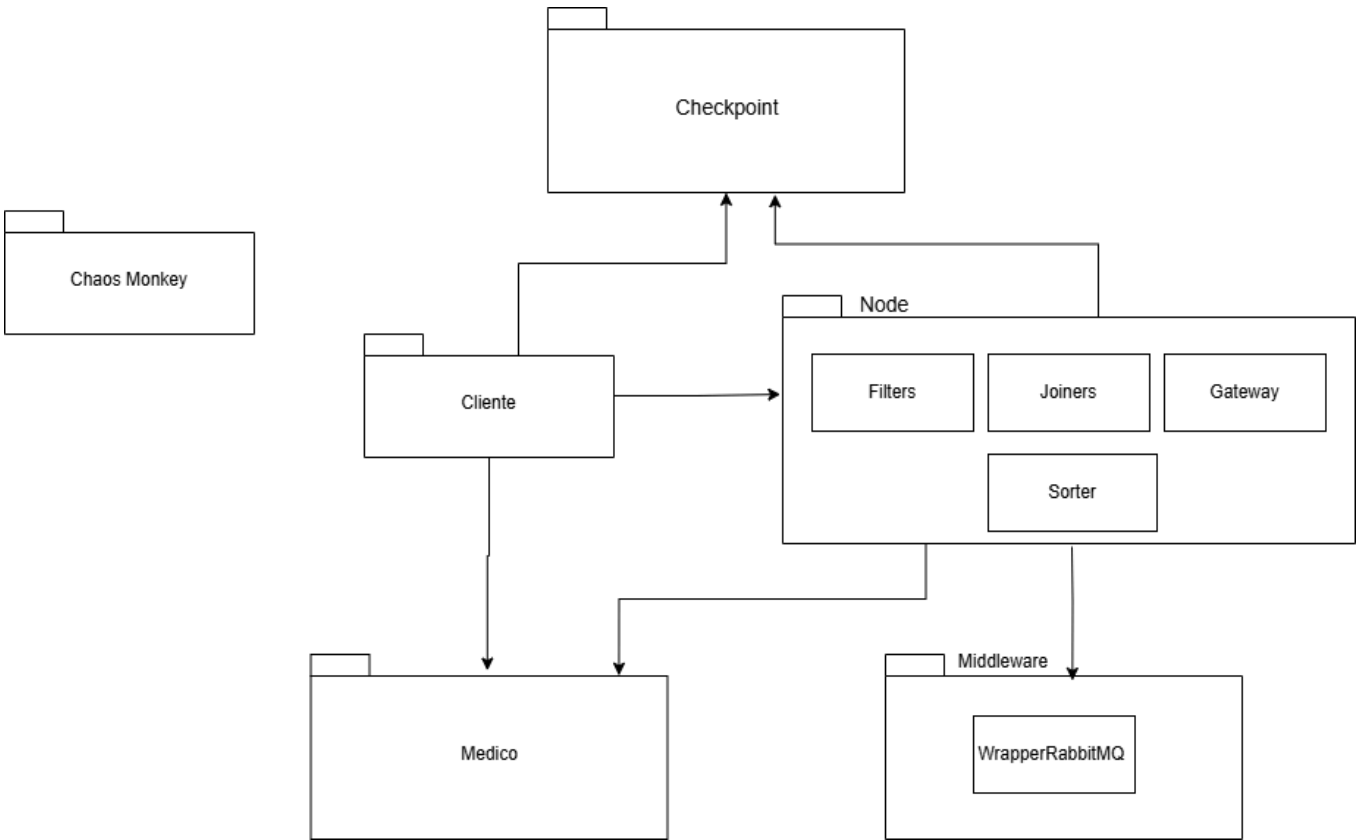 Checkpoint
Chaos Monkey
Node
Cliente
Filters
Joiners
Gateway
Sorter
Medico
Middleware
WrapperRabbitMQ